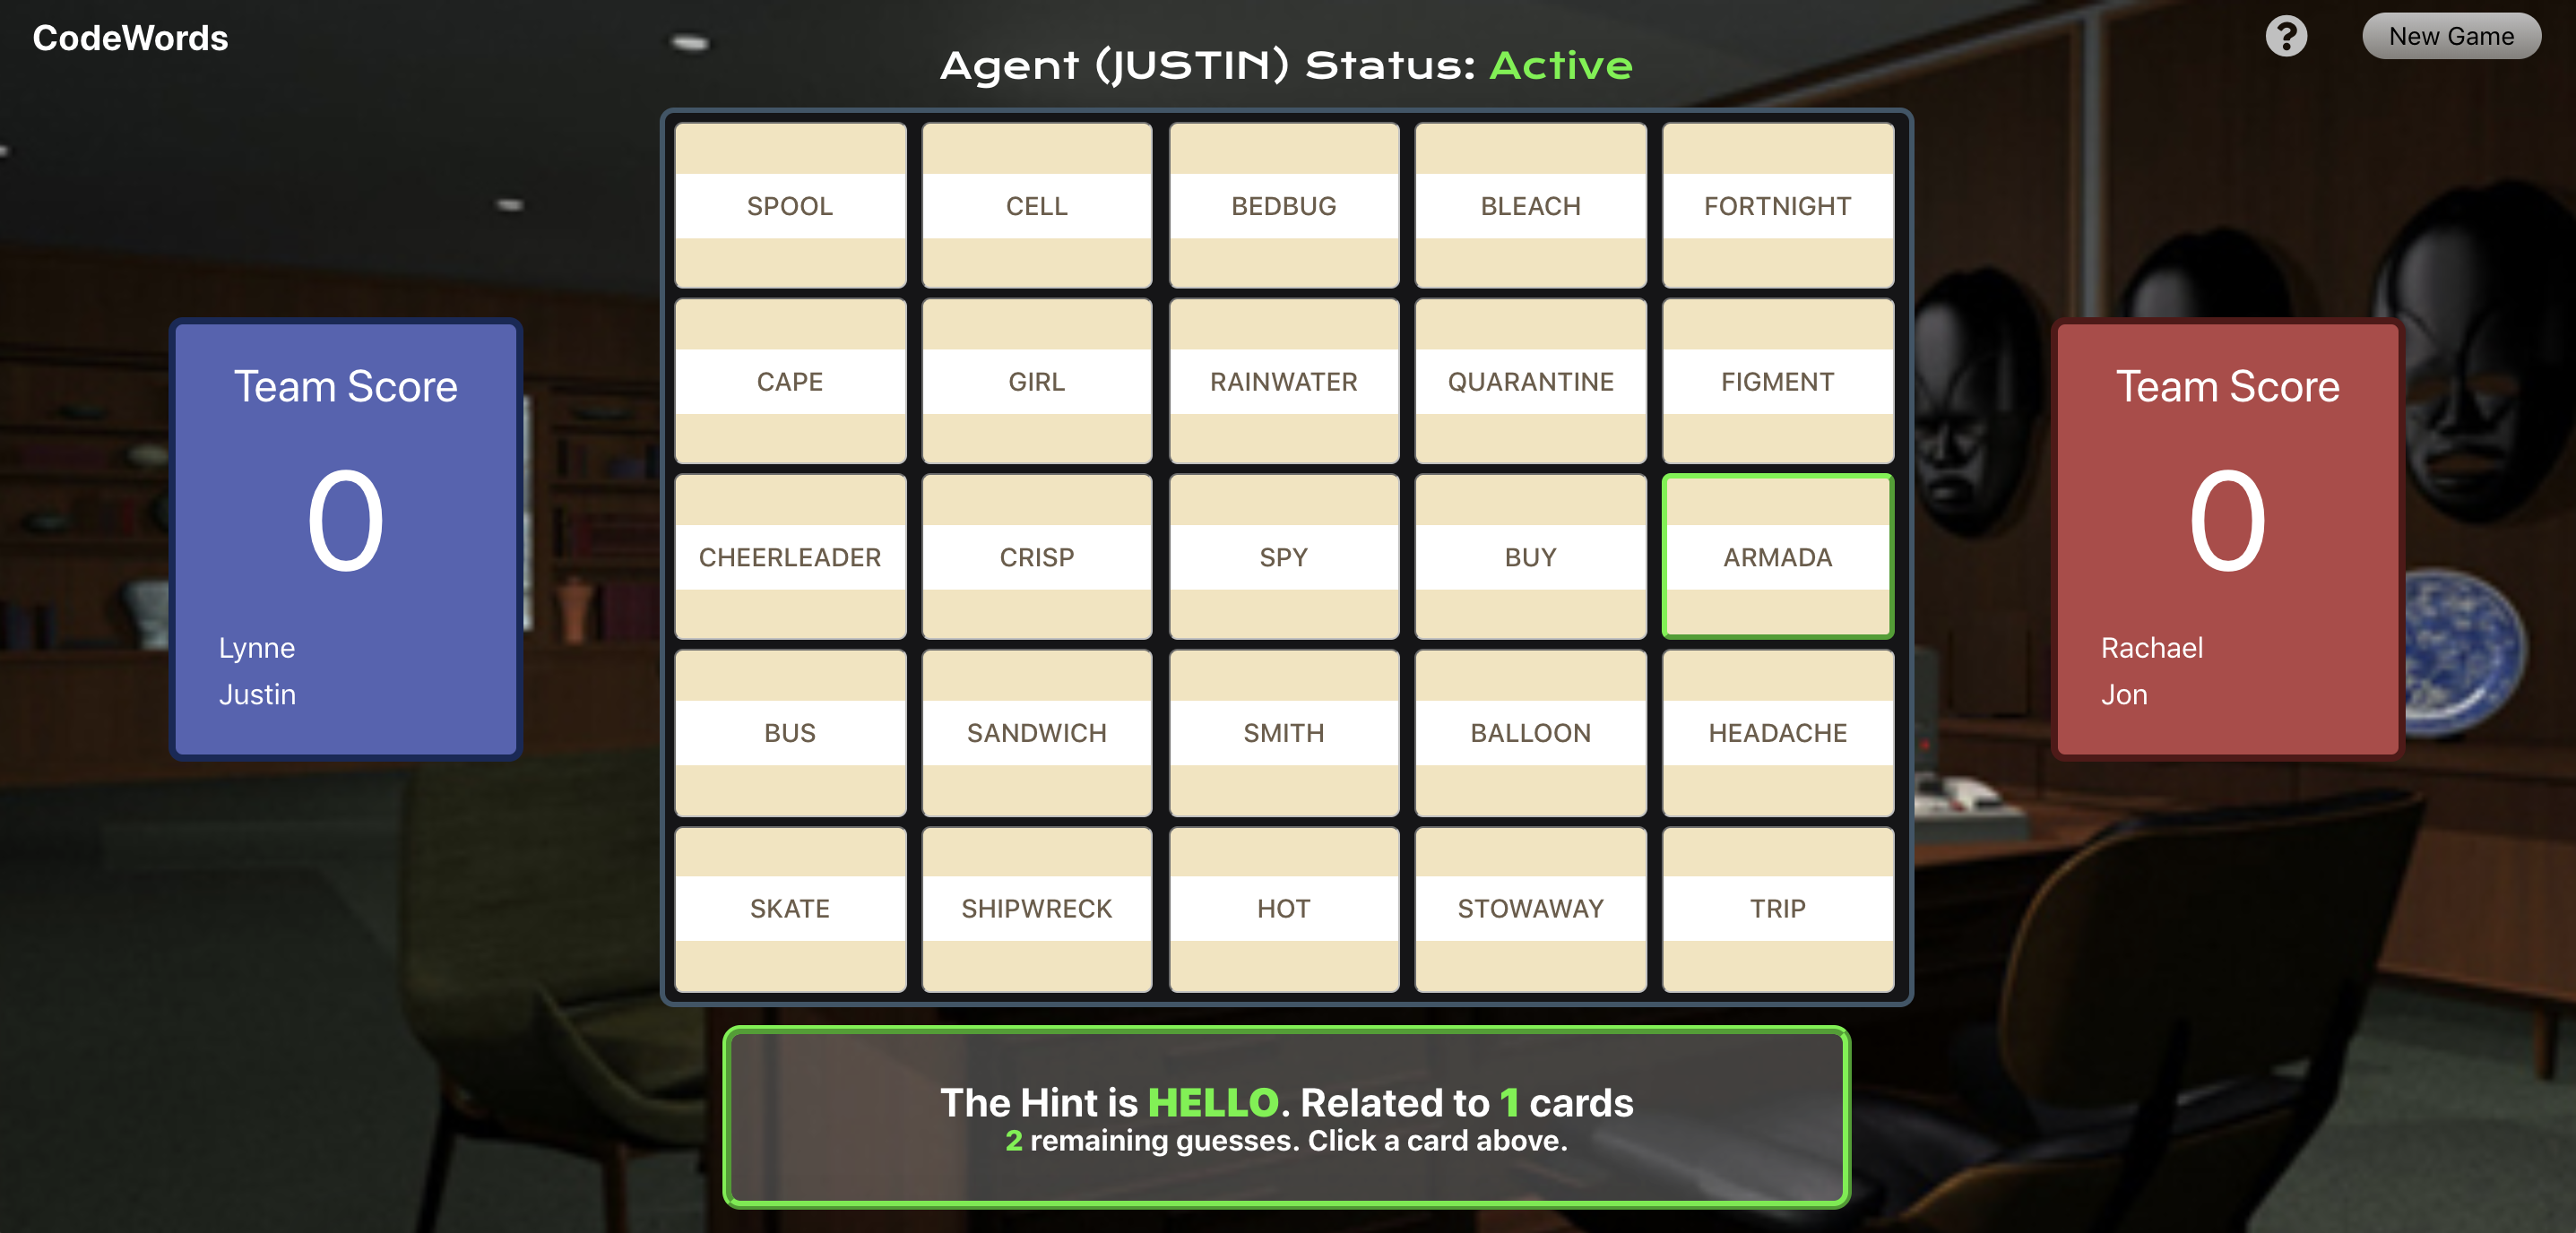 CodeWords
?
New Game
Agent (JUSTIN) Status: Active
SPOOL CELL BEDBUG BLEACH FORTNIGHT
CAPE GIRL RAINWATER QUARANTINE FIGMENT
CHEERLEADER CRISP SPY BUY ARMADA
BUS SANDWICH SMITH BALLOON HEADACHE
SKATE SHIPWRECK HOT STOWAWAY TRIP
Team Score
0
Lynne
Justin
Team Score
0
Rachael
Jon
The Hint is HELLO. Related to 1 cards
2 remaining guesses. Click a card above.